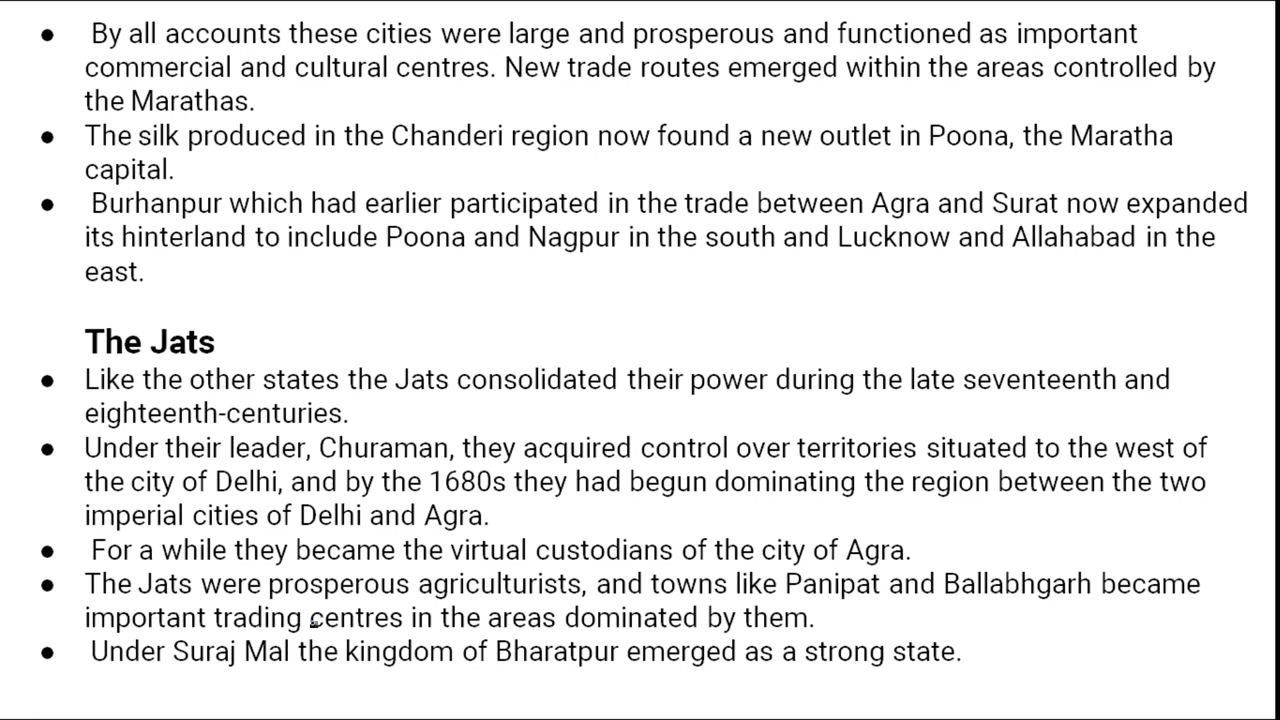 ● By all accounts these cities were large and prosperous and functioned as important
commercial and cultural centres. New trade routes emerged within the areas controlled by
the Marathas.
● The silk produced in the Chanderi region now found a new outlet in Poona, the Maratha
capital.
● Burhanpur which had earlier participated in the trade between Agra and Surat now expanded
its hinterland to include Poona and Nagpur in the south and Lucknow and Allahabad in the
east.
The Jats
● Like the other states the Jats consolidated their power during the late seventeenth and
eighteenth-centuries.
● Under their leader, Churaman, they acquired control over territories situated to the west of
the city of Delhi, and by the 1680s they had begun dominating the region between the two
imperial cities of Delhi and Agra.
● For a while they became the virtual custodians of the city of Agra.
● The Jats were prosperous agriculturists, and towns like Panipat and Ballabhgarh became
important trading centres in the areas dominated by them.
● Under Suraj Mal the kingdom of Bharatpur emerged as a strong state.